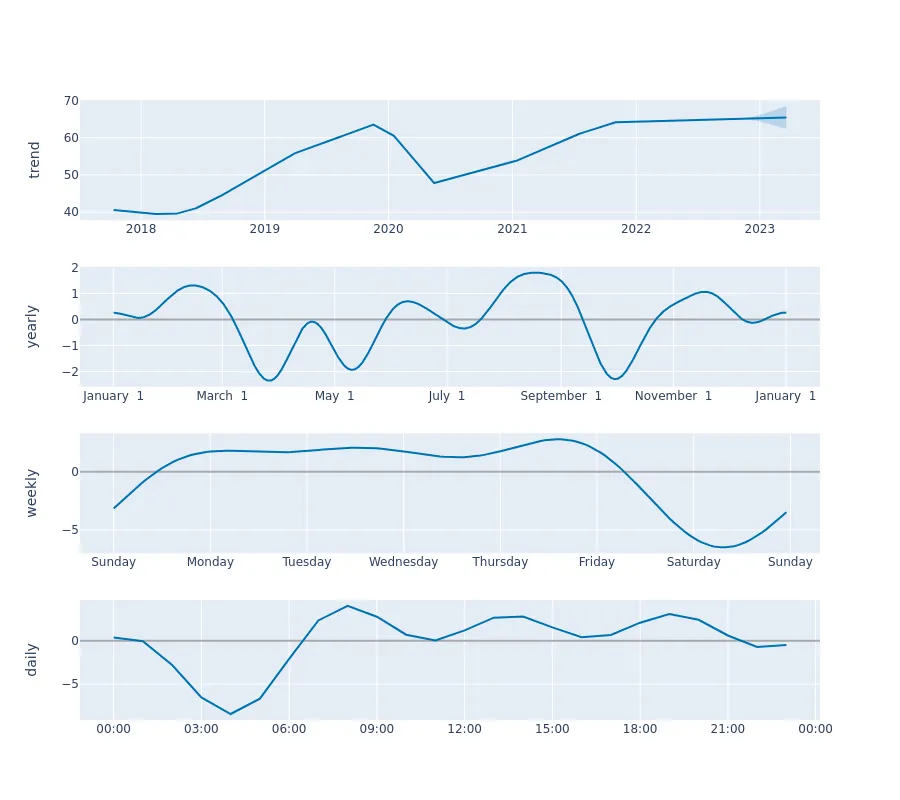 trend
70
60
50
40
2018 2019 2020 2021 2022 2023
yearly
2
1
0
−1
−2
January 1 March 1 May 1 July 1 September 1 November 1 January 1
weekly
0
−5
Sunday Monday Tuesday Wednesday Thursday Friday Saturday Sunday
daily
0
−5
00:00 03:00 06:00 09:00 12:00 15:00 18:00 21:00 00:00